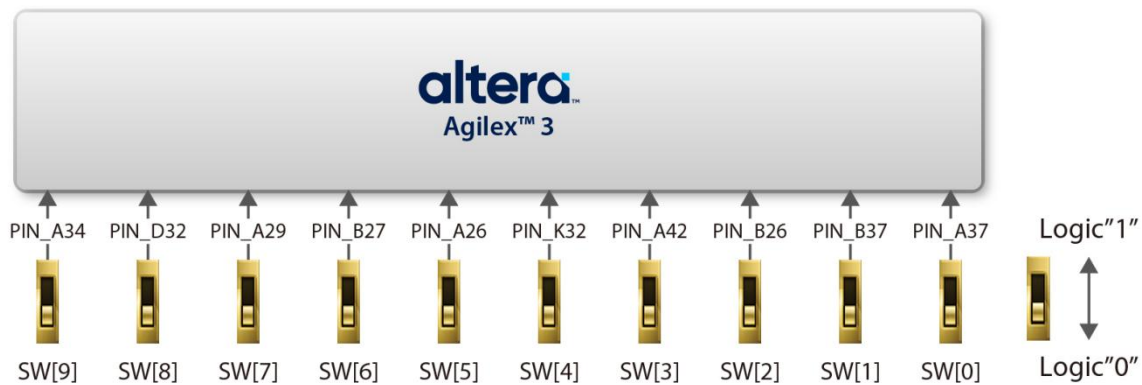 altera™
Agilex™ 3
PIN_A34 PIN_D32 PIN_A29 PIN_B27 PIN_A26 PIN_K32 PIN_A42 PIN_B26 PIN_B37 PIN_A37 Logic"1"
SW[9] SW[8] SW[7] SW[6] SW[5] SW[4] SW[3] SW[2] SW[1] SW[0] Logic"0"